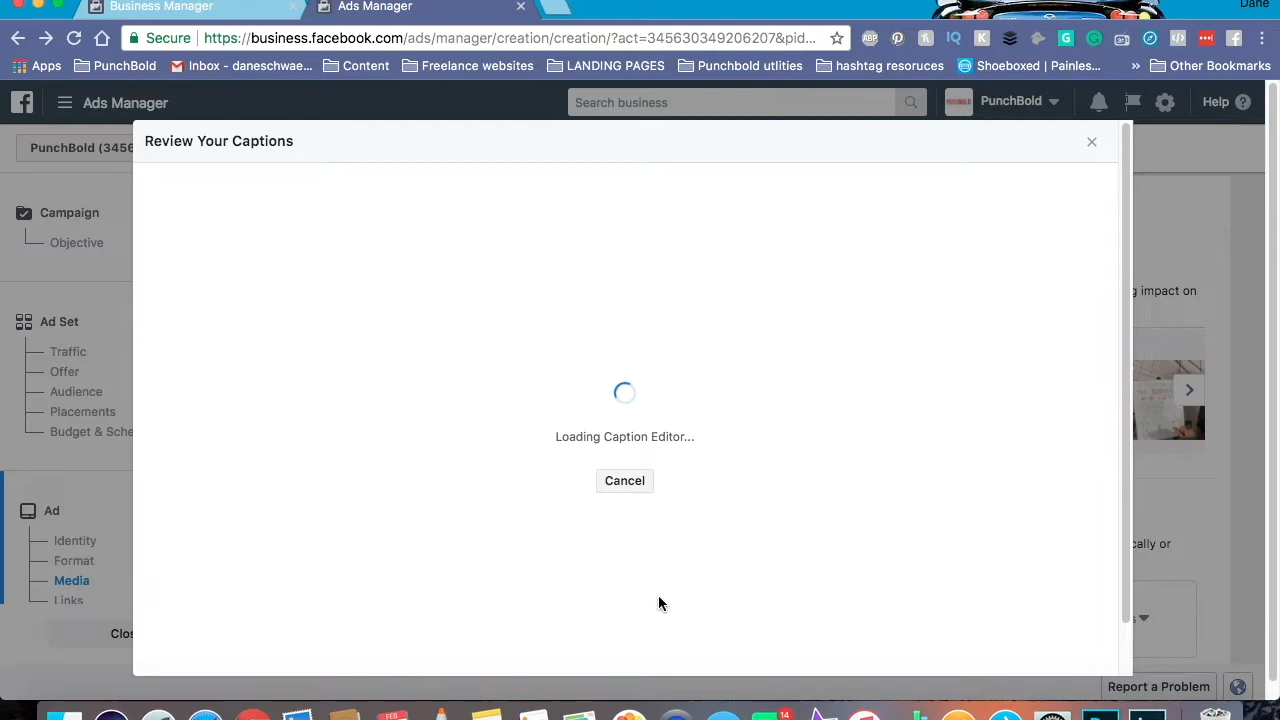 Business Manager
Ads Manager
Dane
Secure
https://business.facebook.com/ads/manager/creation/creation/?act=345630349206207&pid...
Apps
PunchBold
Inbox - daneschwae...
Content
Freelance websites
LANDING PAGES
Punchbold utlities
hashtag resoruces
Shoeboxed | Painles...
»
Other Bookmarks
Ads Manager
Search business
PunchBold
Help
PunchBold (3456
Review Your Captions
Campaign
Objective
g impact on
Ad Set
Traffic
Offer
Audience
Placements
Budget & Sche
Loading Caption Editor...
Cancel
Ad
Identity
Format
Media
Links
cally or
s
Clos
Report a Problem
FEB
14